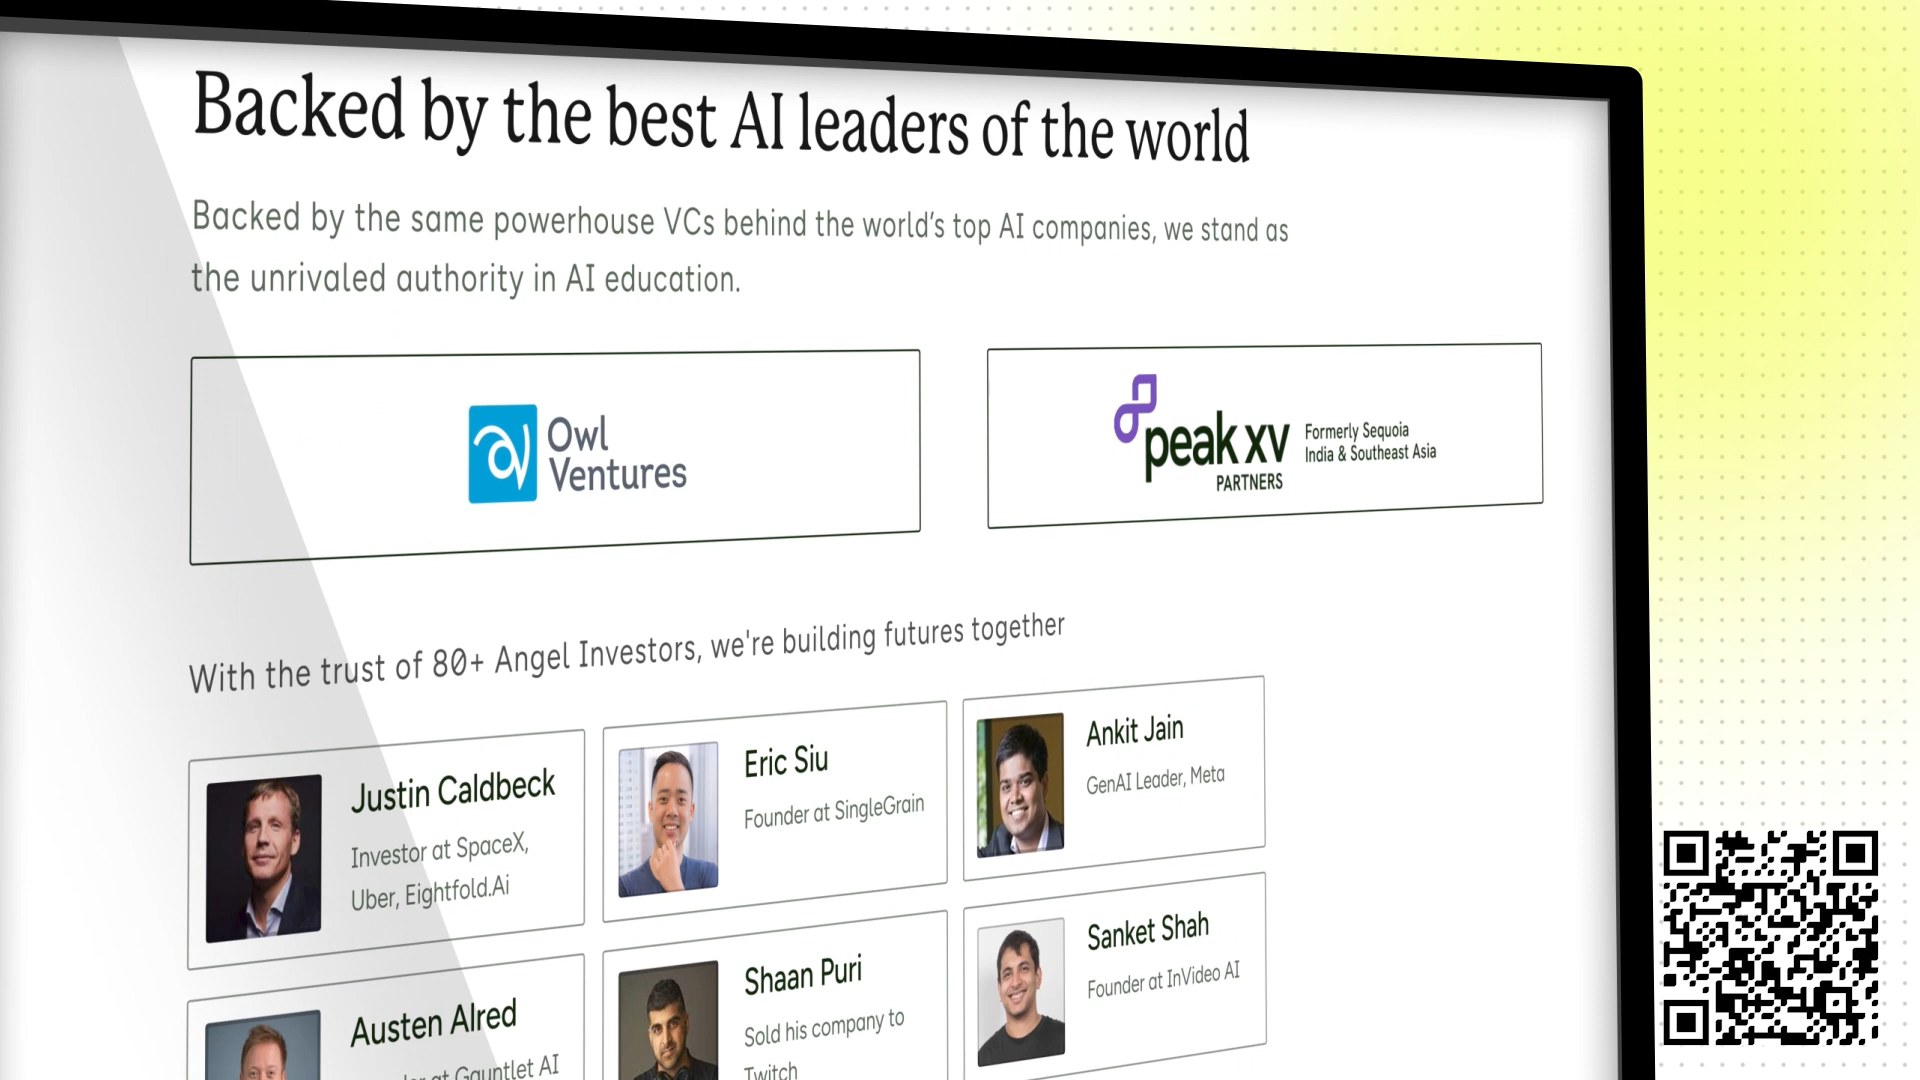 Backed by the best AI leaders of the world
Backed by the same powerhouse VCs behind the world's top AI companies, we stand as
the unrivaled authority in AI education.
Owl
Ventures
peak xv
PARTNERS
Formerly Sequoia
India & Southeast Asia
With the trust of 80+ Angel Investors, we're building futures together
Justin Caldbeck
Investor at SpaceX,
Uber, Eightfold.Ai
Eric Siu
Founder at SingleGrain
Ankit Jain
GenAI Leader, Meta
Austen Alred
at Gauntlet AI
Shaan Puri
Sold his company to
Twitch
Sanket Shah
Founder at InVideo AI